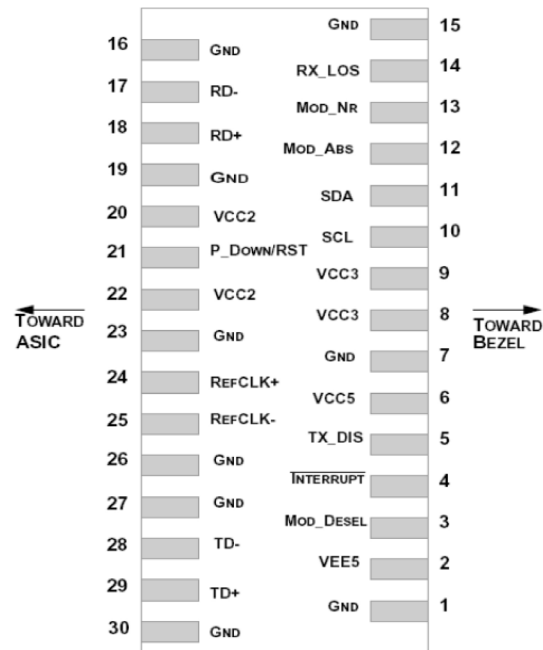 GND 15
16 GND
RX_LOS 14
17 RD-
MOD_NR 13
18 RD+
MOD_ABS 12
19 GND
SDA 11
20 VCC2
SCL 10
21 P_DOWN/RST
VCC3 9
22 VCC2
VCC3 8
TOWARD
ASIC
TOWARD
BEZEL
23 GND
GND 7
24 REFCLK+
VCC5 6
25 REFCLK-
TX_DIS 5
26 GND
INTERRUPT 4
27 GND
MOD_DESEL 3
28 TD-
VEE5 2
29 TD+
GND 1
30 GND